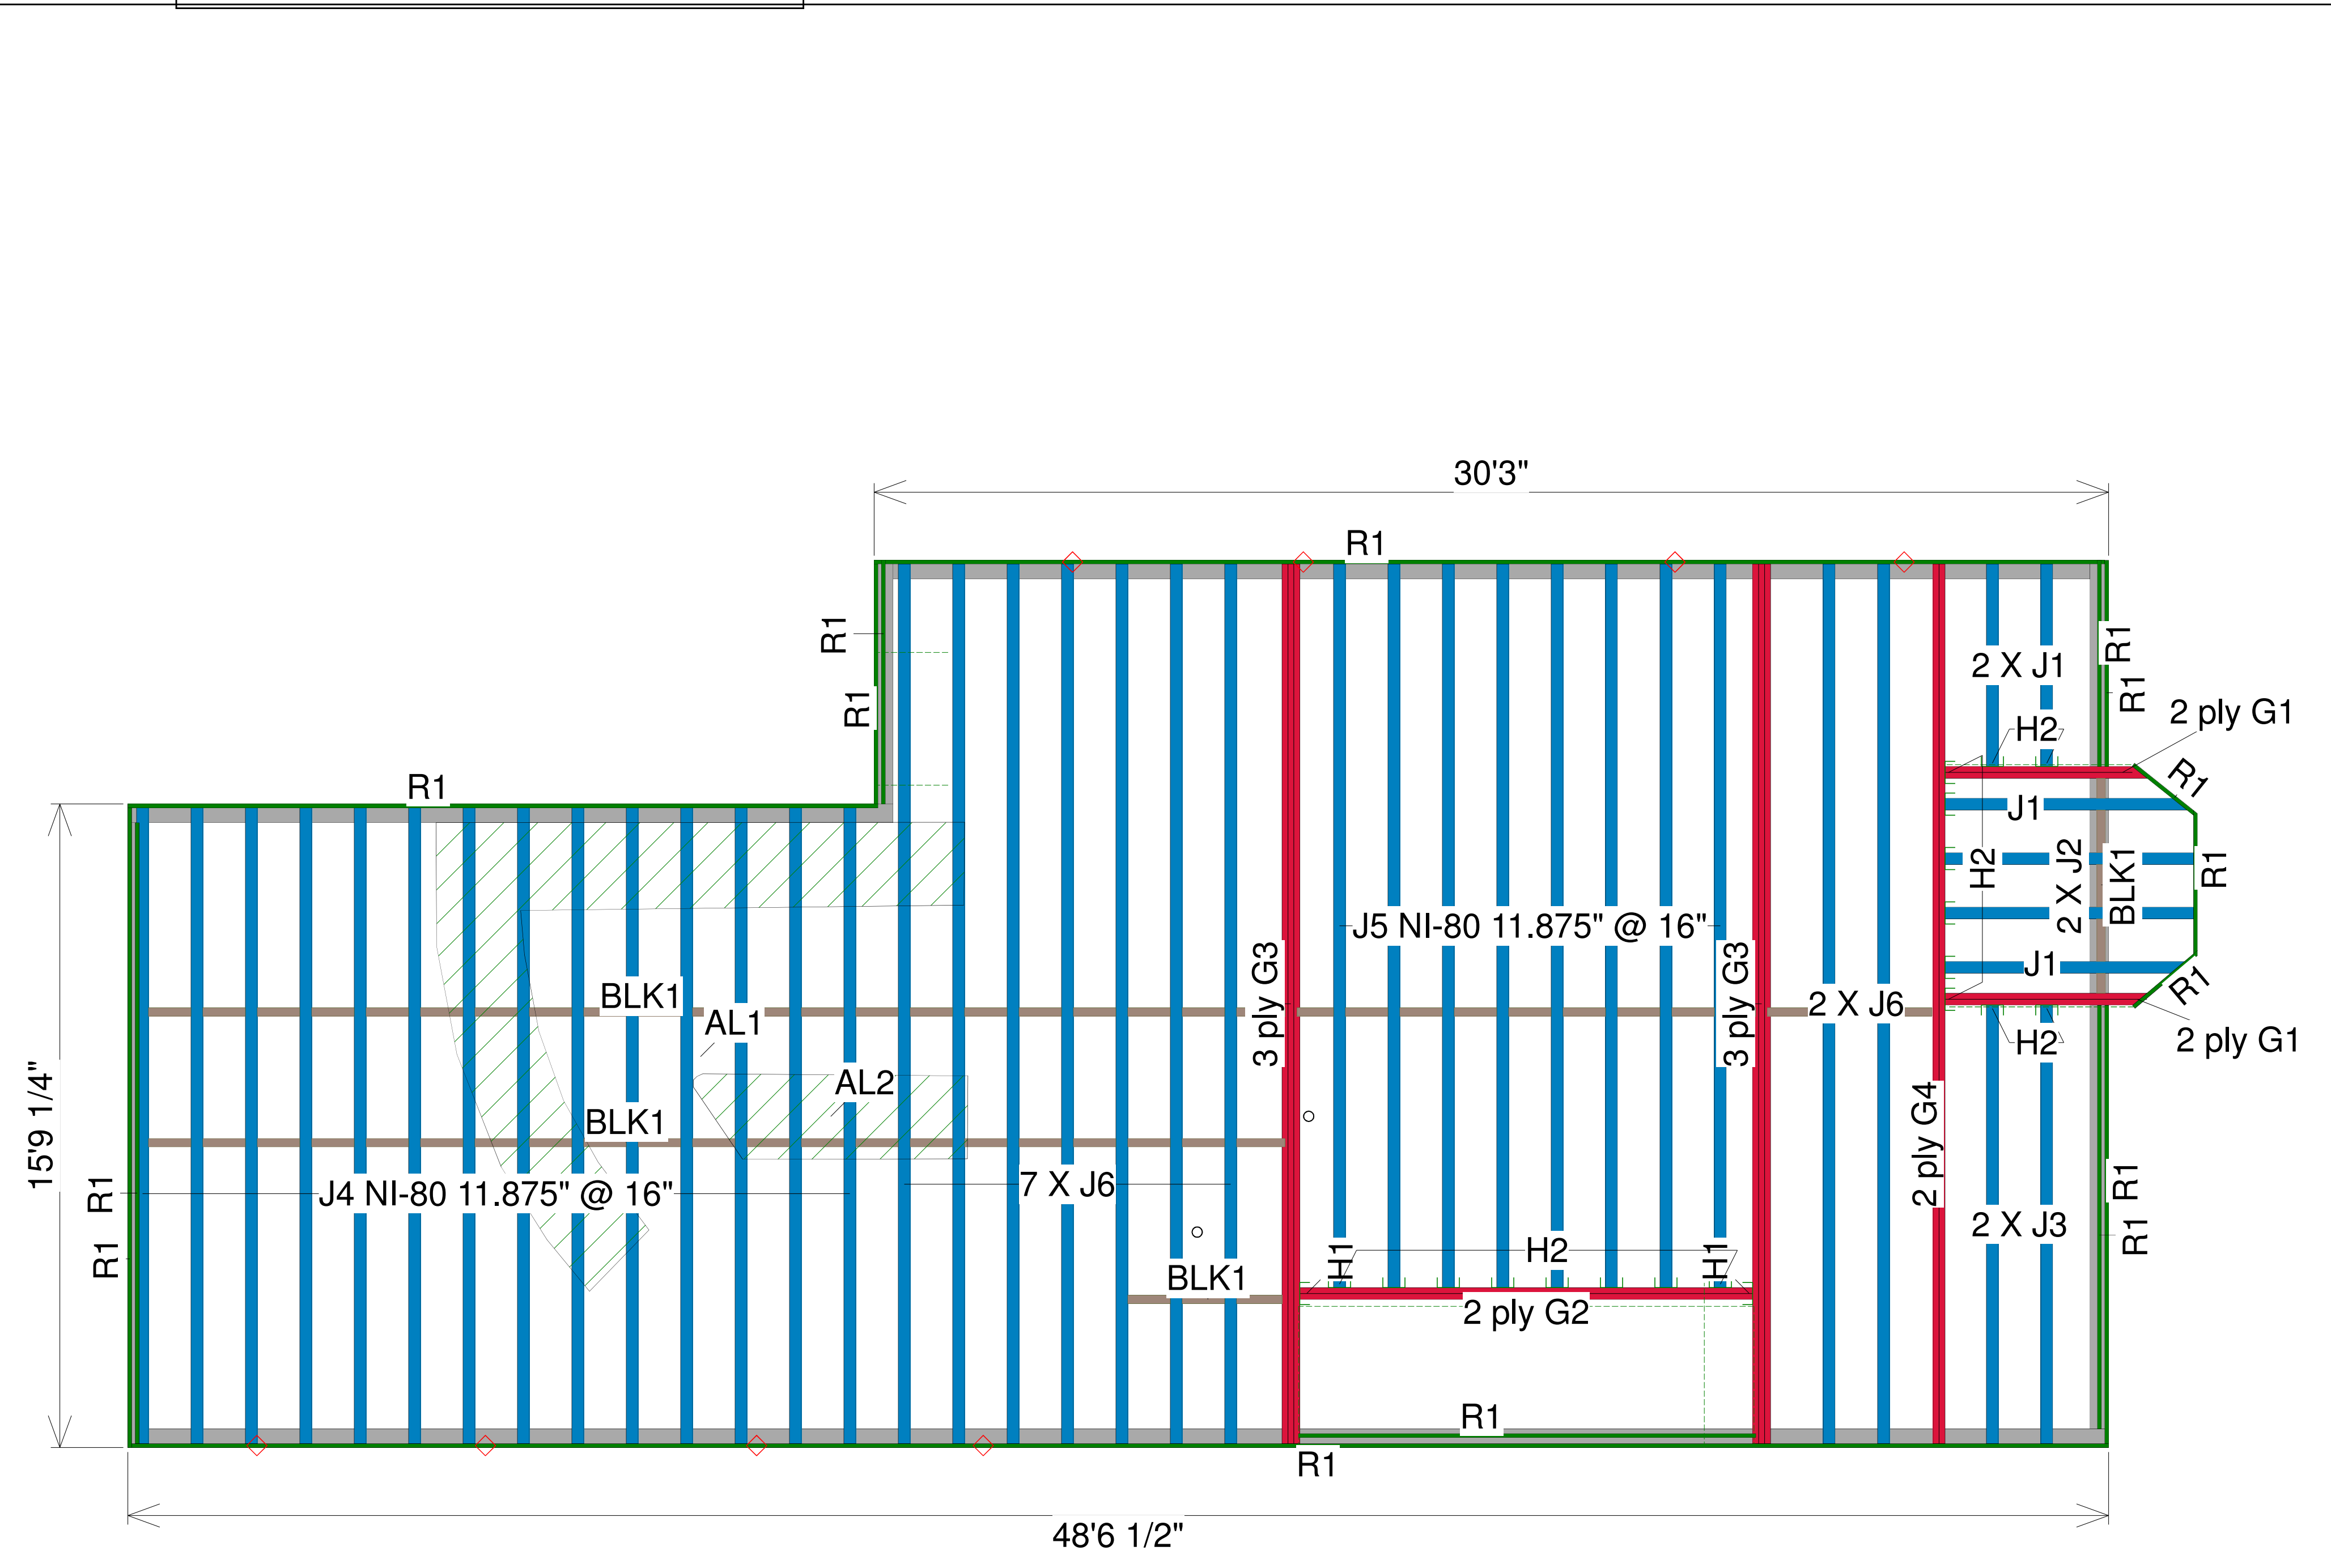 30'3"
R1
R1
2 X J1
R1
R1
R1
2 ply G1
H2
R1
R1
J1
H2
2 X J2
BLK1
R1
J5 NI-80 11.875" @ 16"
3 ply G3
3 ply G3
J1
R1
BLK1
AL1
2 X J6
H2
2 ply G1
AL2
15'9 1/4"
BLK1
2 ply G4
R1
J4 NI-80 11.875" @ 16"
7 X J6
R1
2 X J3
R1
R1
H1
H2
H1
BLK1
2 ply G2
R1
R1
48'6 1/2"